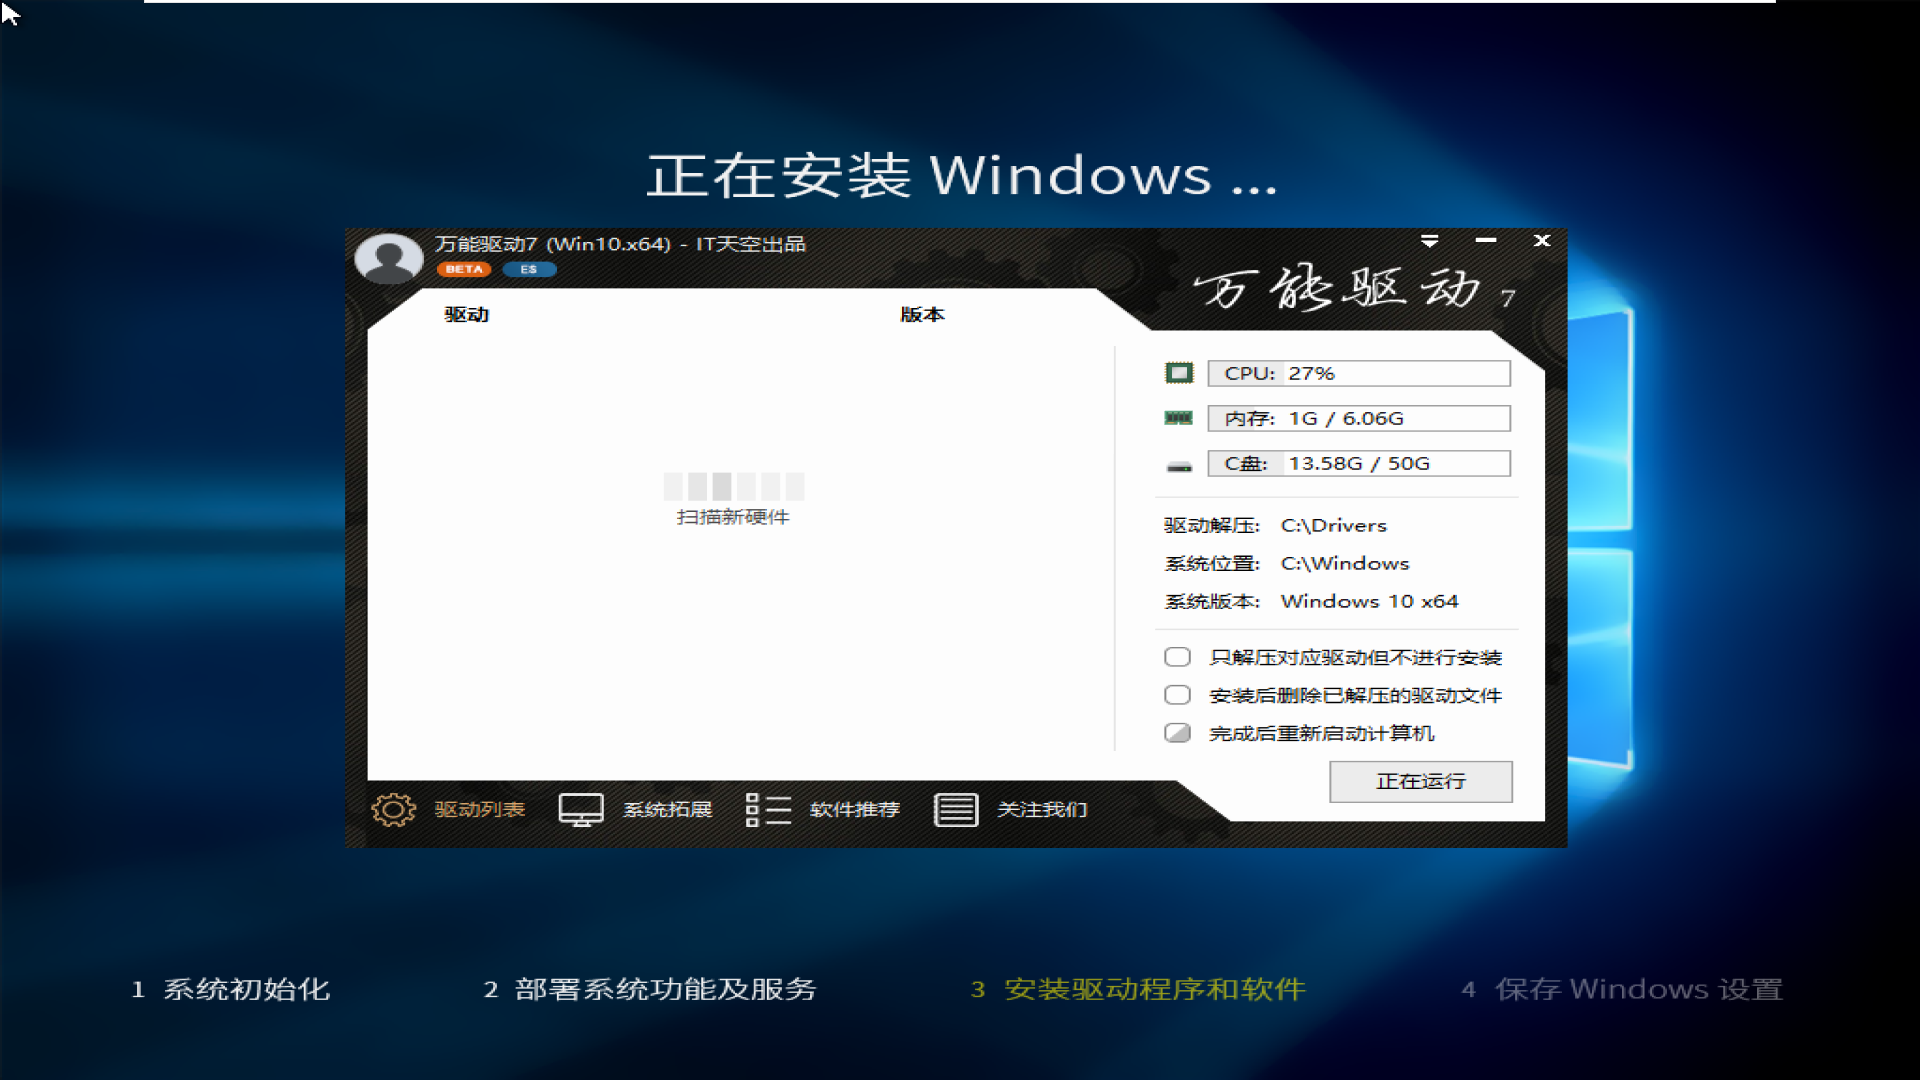 正在安装 Windows ...
万能驱动7 (Win10.x64) - IT天空出品
BETA ES
万能驱动 7
驱动 版本
扫描新硬件
CPU: 27%
内存: 1G / 6.06G
C盘: 13.58G / 50G
驱动解压: C:\Drivers
系统位置: C:\Windows
系统版本: Windows 10 x64
只解压对应驱动但不进行安装
安装后删除已解压的驱动文件
完成后重新启动计算机
正在运行
驱动列表 系统拓展 软件推荐 关注我们
1 系统初始化 2 部署系统功能及服务 3 安装驱动程序和软件 4 保存 Windows 设置